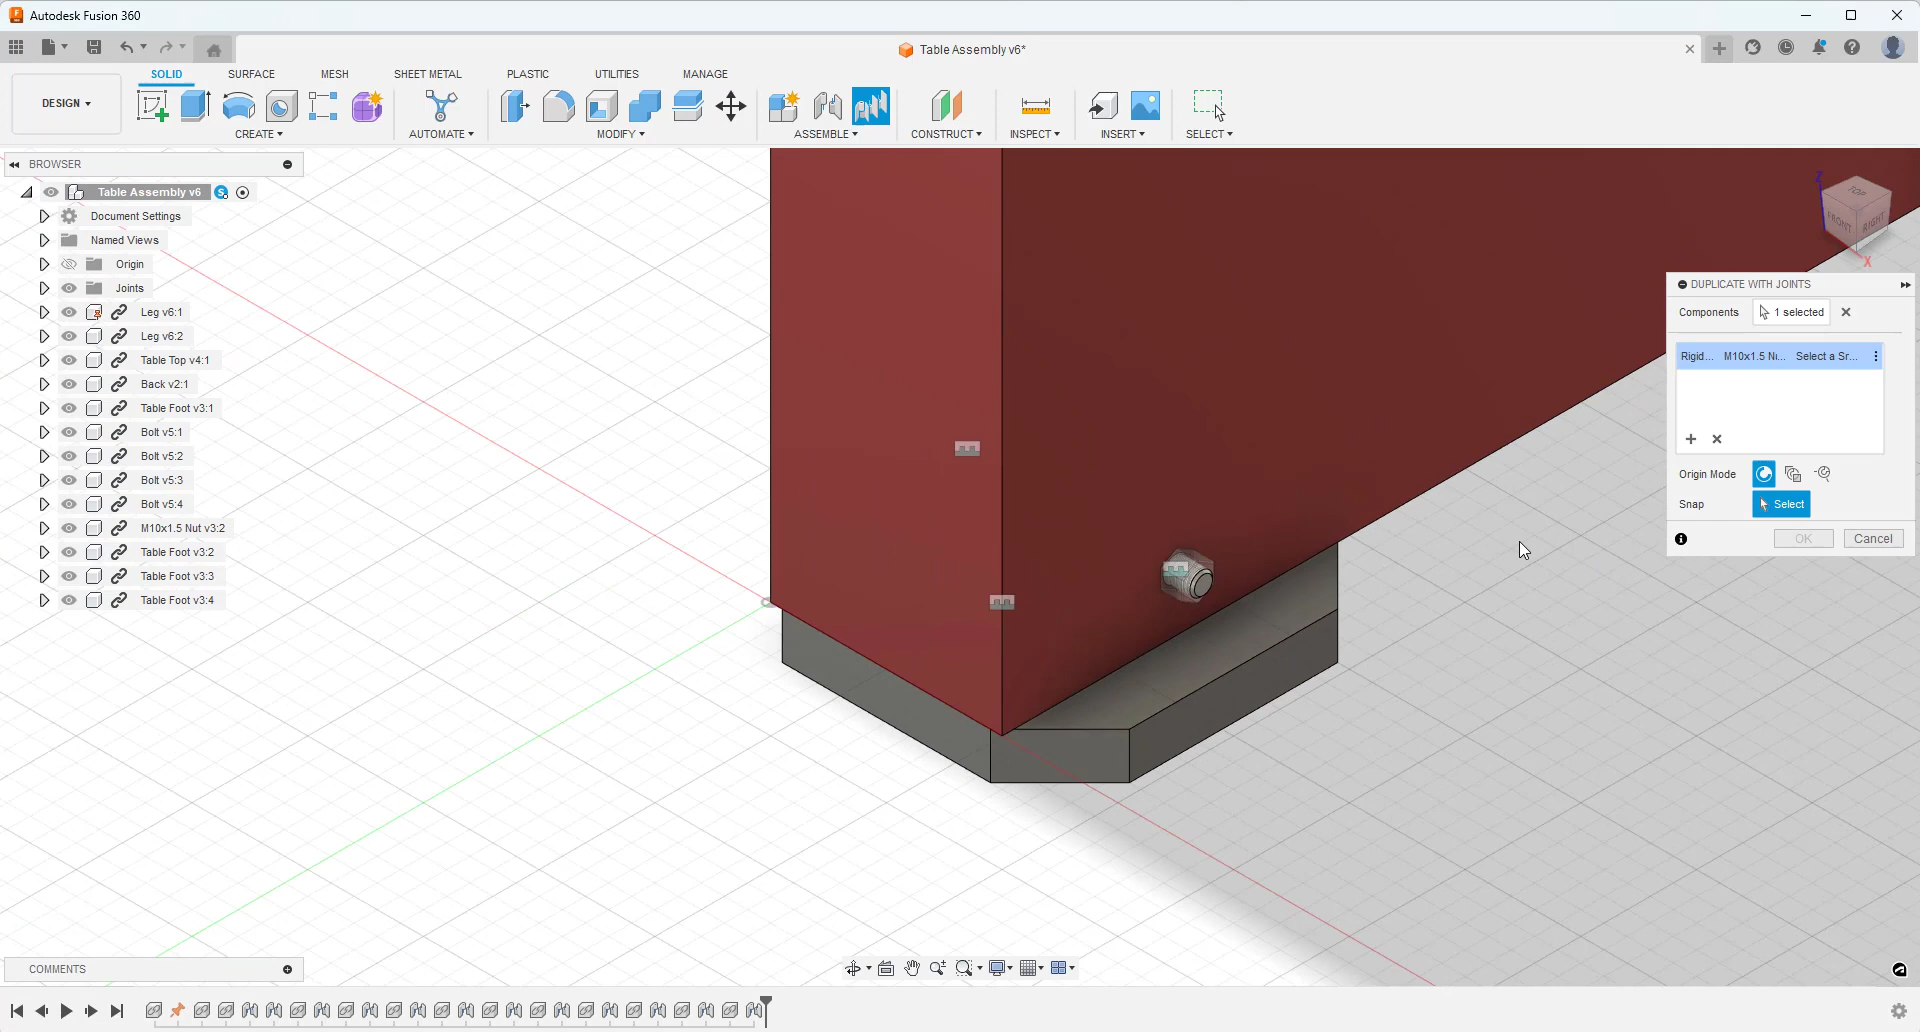 Autodesk Fusion 360
Table Assembly v6*
SOLID
SURFACE
MESH
SHEET METAL
PLASTIC
UTILITIES
MANAGE
DESIGN
CREATE
AUTOMATE
MODIFY
ASSEMBLE
CONSTRUCT
INSPECT
INSERT
SELECT
BROWSER
Table Assembly v6
Document Settings
Named Views
Origin
Joints
Leg v6:1
Leg v6:2
Table Top v4:1
Back v2:1
Table Foot v3:1
Bolt v5:1
Bolt v5:2
Bolt v5:3
Bolt v5:4
M10x1.5 Nut v3:2
Table Foot v3:2
Table Foot v3:3
Table Foot v3:4
Z
TOP
FRONT
RIGHT
X
DUPLICATE WITH JOINTS
Components
1 selected
Rigid... M10x1.5 Nu... Select a Sr...
Origin Mode
Snap
Select
OK
Cancel
COMMENTS